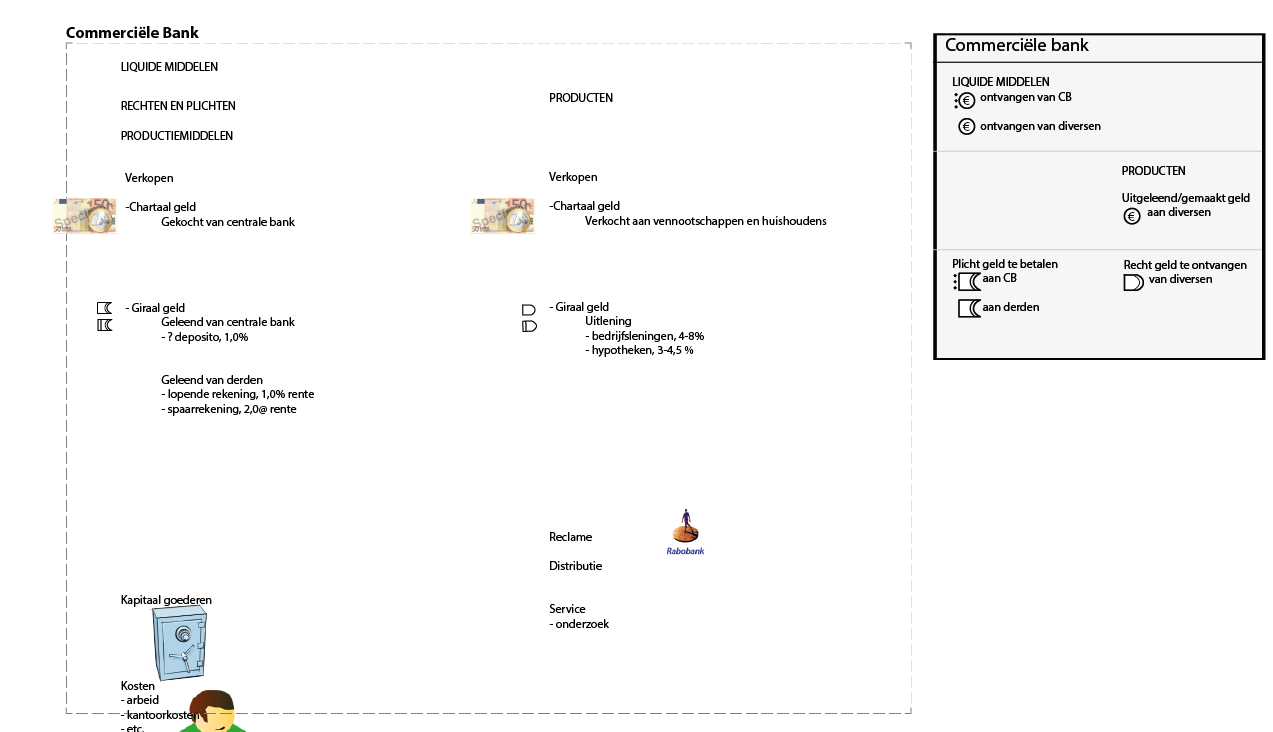 Commerciële Bank
LIQUIDE MIDDELEN
RECHTEN EN PLICHTEN
PRODUCTIEMIDDELEN
Verkopen
-Chartaal geld
Gekocht van centrale bank
- Giraal geld
Geleend van centrale bank
- ? deposito, 1,0%
Geleend van derden
- lopende rekening, 1,0% rente
- spaarrekening, 2,0@ rente
Kapitaal goederen
Kosten
- arbeid
- kantoorkosten
- etc.
PRODUCTEN
Verkopen
-Chartaal geld
Verkocht aan vennootschappen en huishoudens
- Giraal geld
Uitlening
- bedrijfsleningen, 4-8%
- hypotheken, 3-4,5 %
Reclame
Rabobank
Distributie
Service
- onderzoek
Commerciële bank
LIQUIDE MIDDELEN
€ ontvangen van CB
€ ontvangen van diversen
PRODUCTEN
Uitgeleend/gemaakt geld
€ aan diversen
Plicht geld te betalen
aan CB
aan derden
Recht geld te ontvangen
van diversen